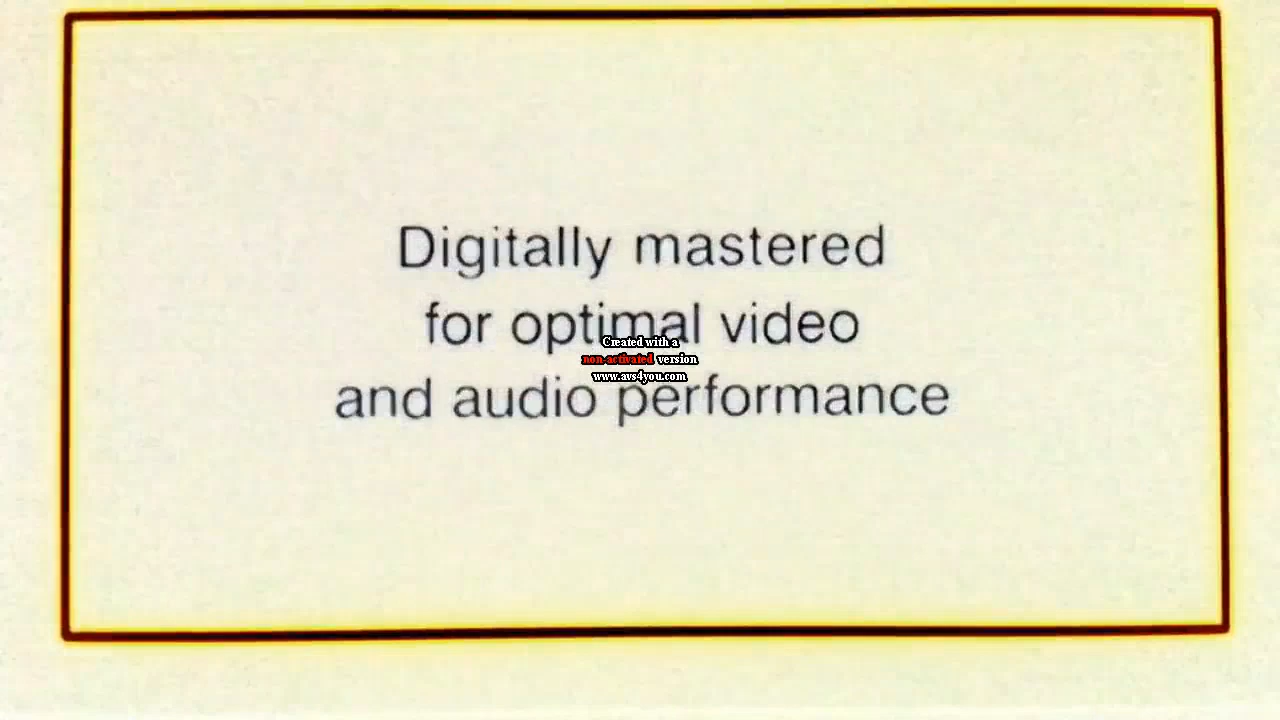 Digitally mastered
for optimal video
Created with a
non-activated version
www.avs4you.com
and audio performance